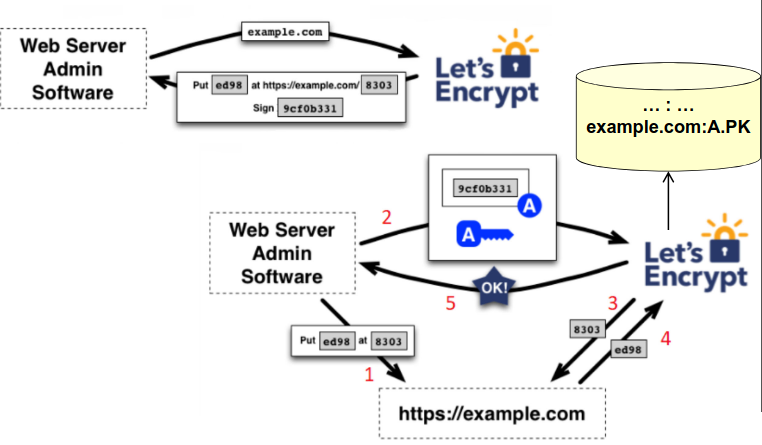 example.com
Web Server
Admin
Software
Let's
Encrypt
Put ed98 at https://example.com/ 8303
Sign 9cf0b331
... : ...
example.com:A.PK
9cf0b331
A
A
2
Web Server
Admin
Software
Let's
Encrypt
OK!
5
3
4
8303
ed98
Put ed98 at 8303
1
https://example.com